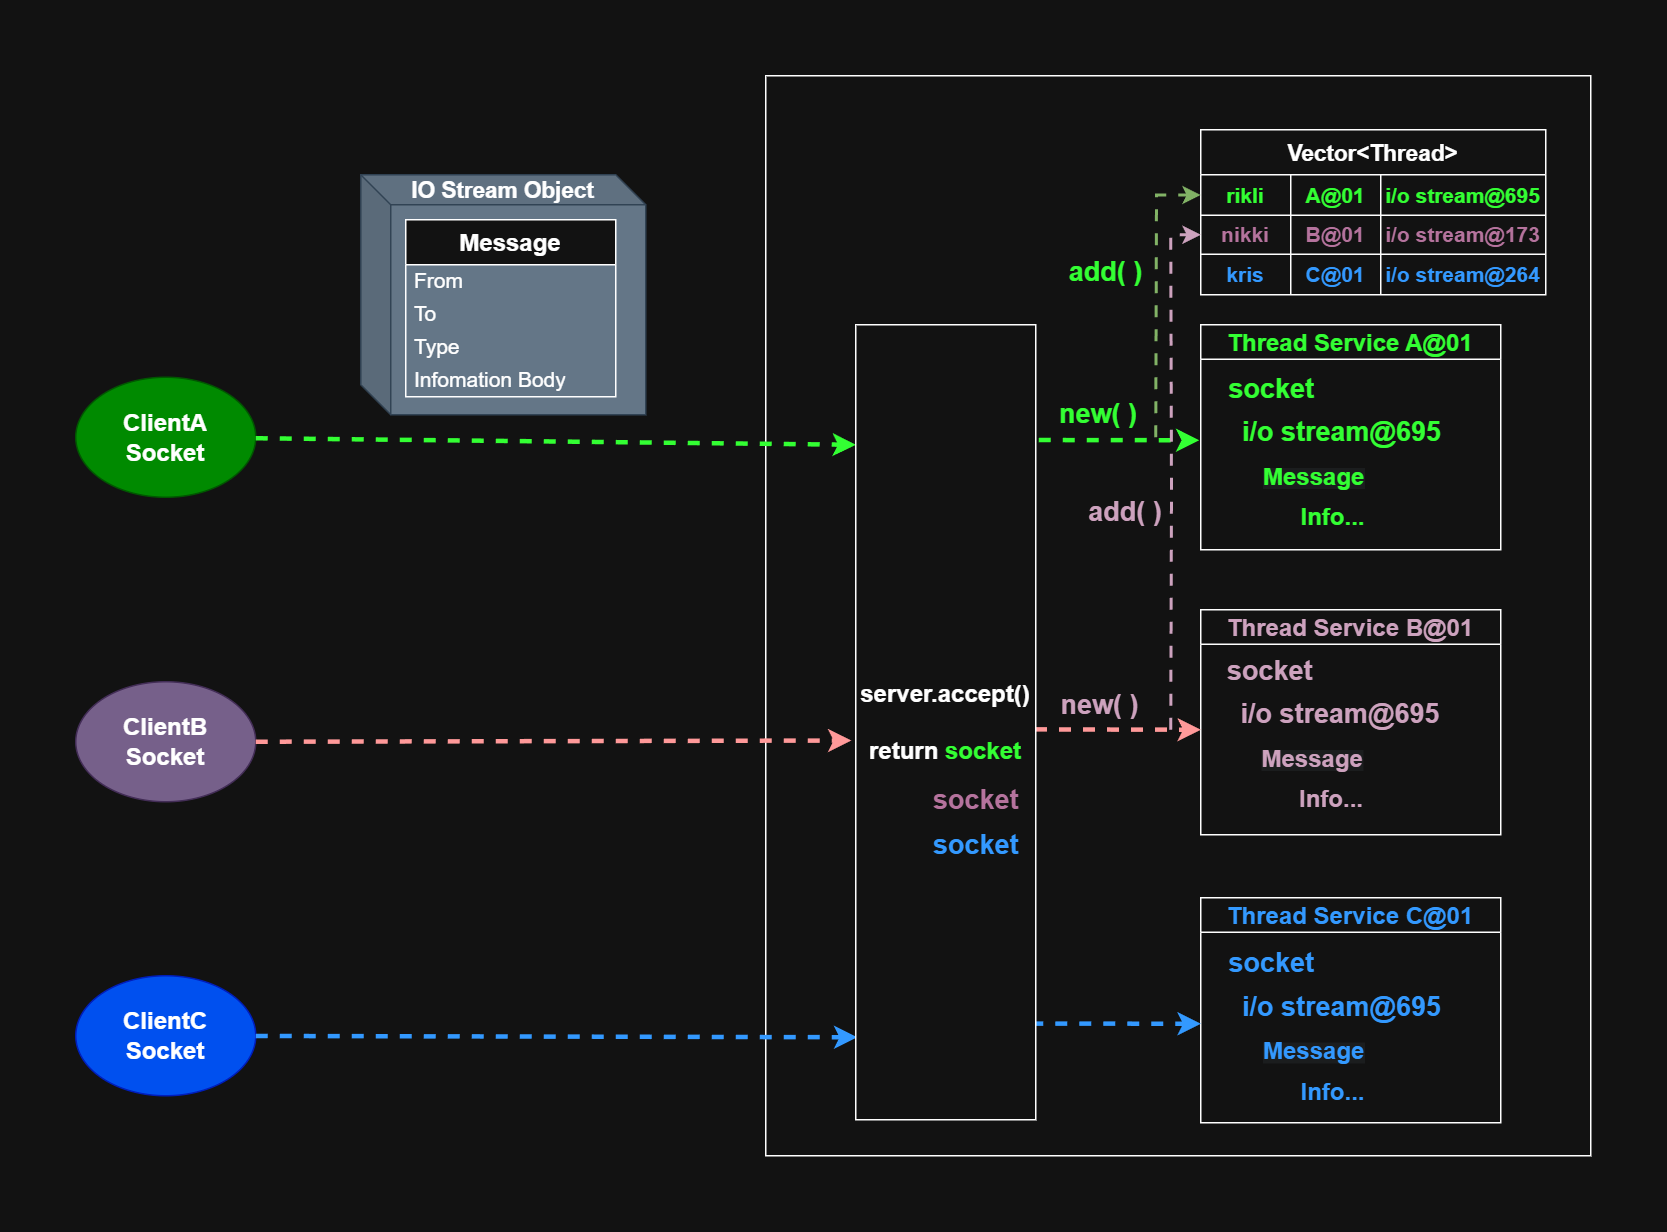 IO Stream Object
Message
From
To
Type
Infomation Body
ClientA
Socket
ClientB
Socket
ClientC
Socket
server.accept()
return socket
socket
socket
add( )
new( )
add( )
new( )
Vector<Thread>
rikli A@01 i/o stream@695
nikki B@01 i/o stream@173
kris C@01 i/o stream@264
Thread Service A@01
socket
i/o stream@695
Message
Info...
Thread Service B@01
socket
i/o stream@695
Message
Info...
Thread Service C@01
socket
i/o stream@695
Message
Info...